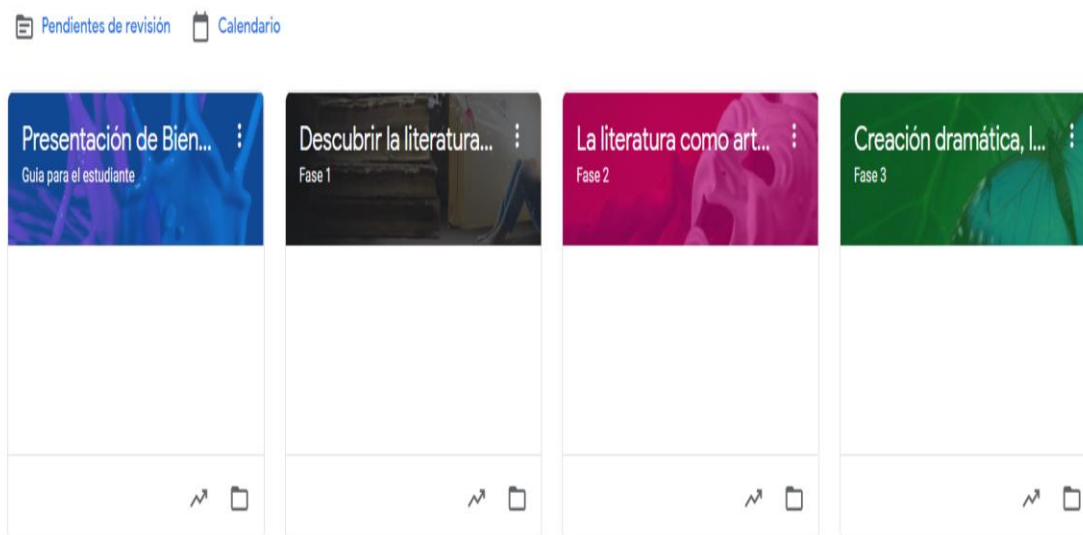 Pendientes de revisión Calendario
Presentación de Bien...
Guia para el estudiante
Descubrir la literatura...
Fase 1
La literatura como art...
Fase 2
Creación dramática, l...
Fase 3